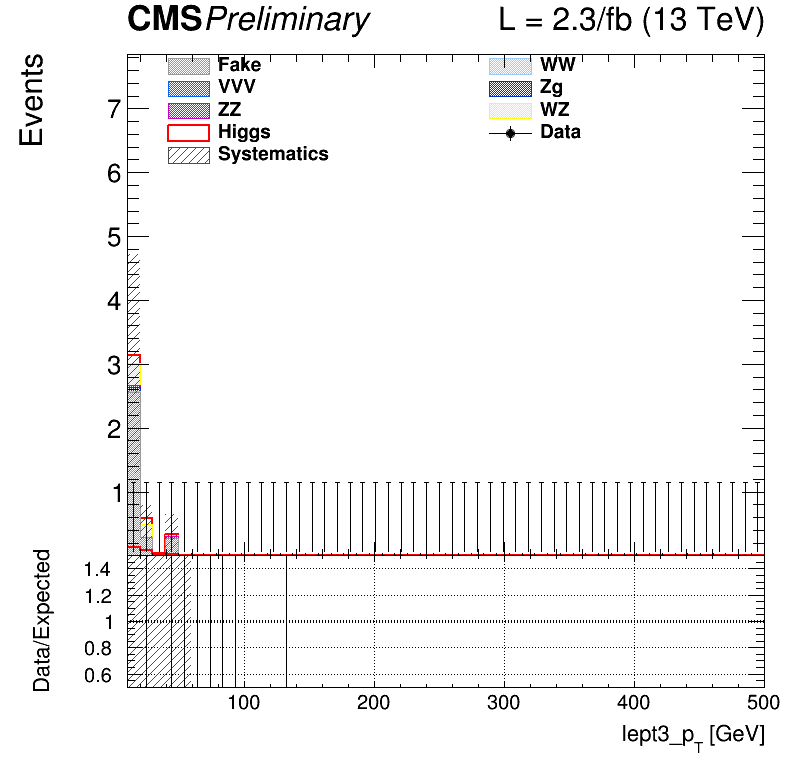 CMS Preliminary L = 2.3/fb (13 TeV)
Events
Fake WW
VVV Zg
ZZ WZ
Higgs Data
Systematics
7
6
5
4
3
2
1
Data/Expected
1.4
1.2
1
0.8
0.6
100 200 300 400 500
lept3_p_T [GeV]